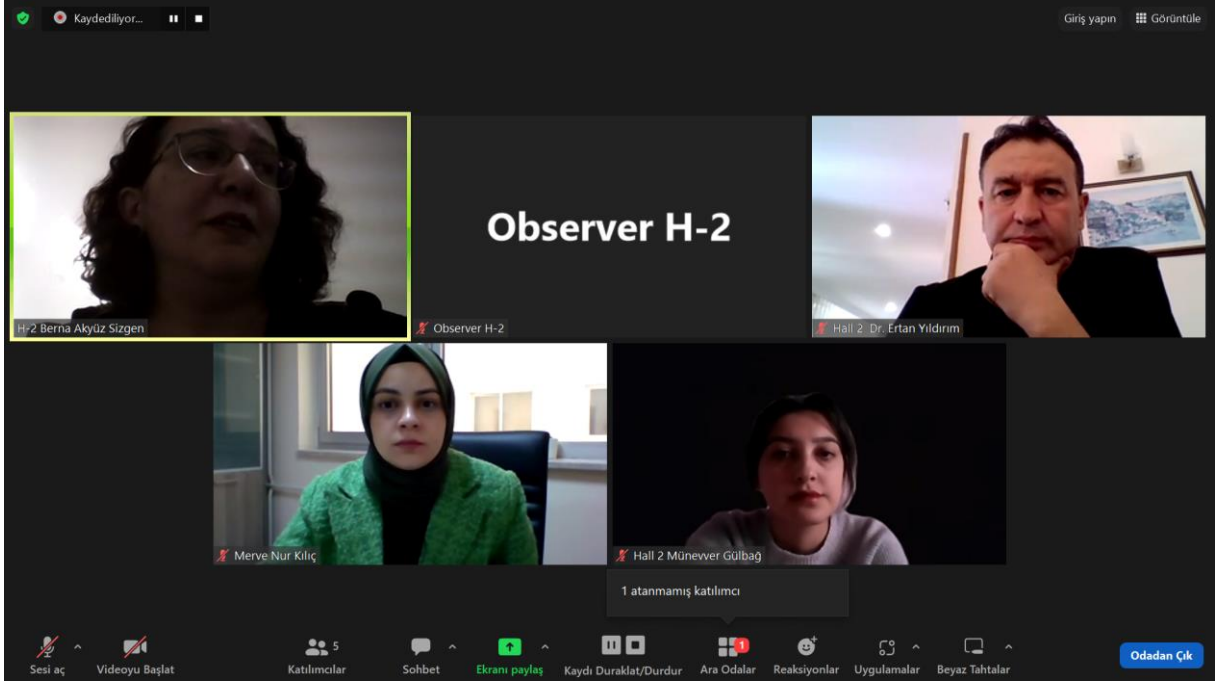 Kaydediliyor...
Giriş yapın
Görüntüle
Observer H-2
H-2 Berna Akyüz Sizgen
Observer H-2
Hall 2 Dr. Ertan Yıldırım
Merve Nur Kılıç
Hall 2 Münevver Gülbağ
1 atanmamış katılımcı
5
1
Sesi aç
Videoyu Başlat
Katılımcılar
Sohbet
Ekranı paylaş
Kaydı Duraklat/Durdur
Ara Odalar
Reaksiyonlar
Uygulamalar
Beyaz Tahtalar
Odadan Çık